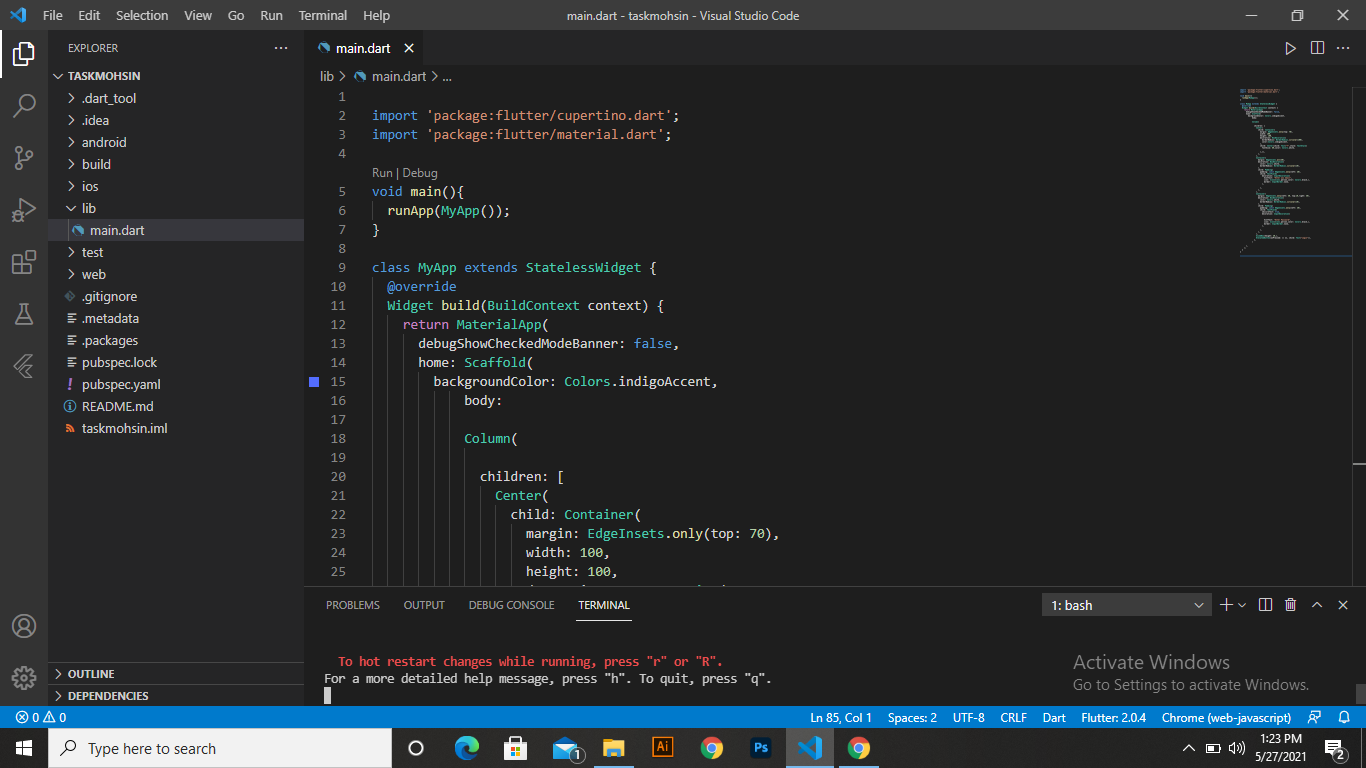 File Edit Selection View Go Run Terminal Help
main.dart - taskmohsin - Visual Studio Code
EXPLORER
TASKMOHSIN
.dart_tool
.idea
android
build
ios
lib
main.dart
test
web
.gitignore
.metadata
.packages
pubspec.lock
! pubspec.yaml
README.md
taskmohsin.iml
OUTLINE
DEPENDENCIES
main.dart
lib > main.dart > ...
1
2 import 'package:flutter/cupertino.dart';
3 import 'package:flutter/material.dart';
4
Run | Debug
5 void main(){
6 runApp(MyApp());
7 }
8
9 class MyApp extends StatelessWidget {
10 @override
11 Widget build(BuildContext context) {
12 return MaterialApp(
13 debugShowCheckedModeBanner: false,
14 home: Scaffold(
15 backgroundColor: Colors.indigoAccent,
16 body:
17
18 Column(
19
20 children: [
21 Center(
22 child: Container(
23 margin: EdgeInsets.only(top: 70),
24 width: 100,
25 height: 100,
PROBLEMS OUTPUT DEBUG CONSOLE TERMINAL
1: bash
To hot restart changes while running, press "r" or "R".
For a more detailed help message, press "h". To quit, press "q".
Activate Windows
Go to Settings to activate Windows.
0 0
Ln 85, Col 1 Spaces: 2 UTF-8 CRLF Dart Flutter: 2.0.4 Chrome (web-javascript)
Type here to search
1
Ai
Ps
1:23 PM
5/27/2021
2